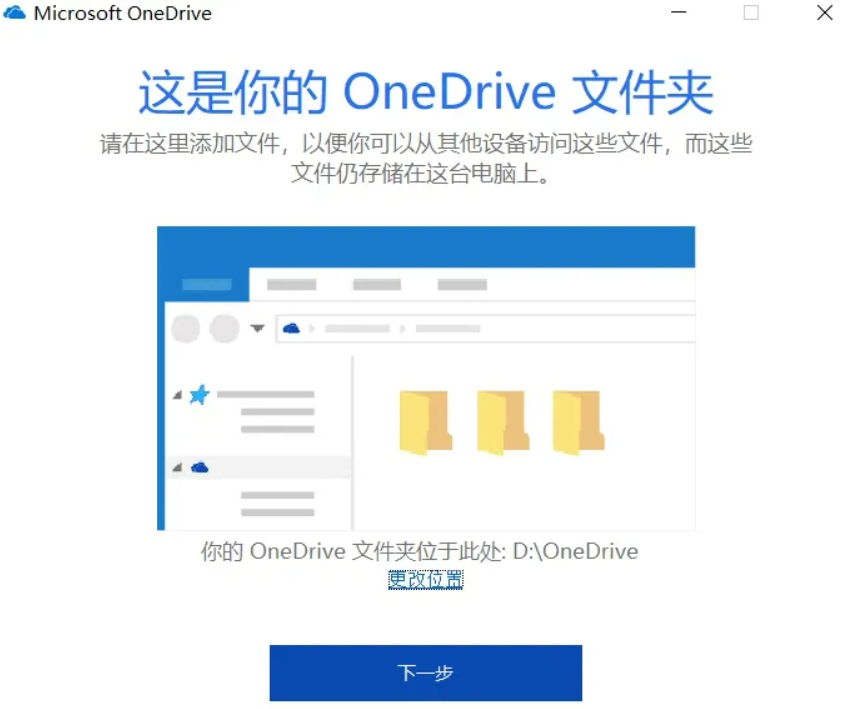 Microsoft OneDrive
这是你的 OneDrive 文件夹
请在这里添加文件，以便你可以从其他设备访问这些文件，而这些
文件仍存储在这台电脑上。
你的 OneDrive 文件夹位于此处: D:\OneDrive
更改位置
下一步